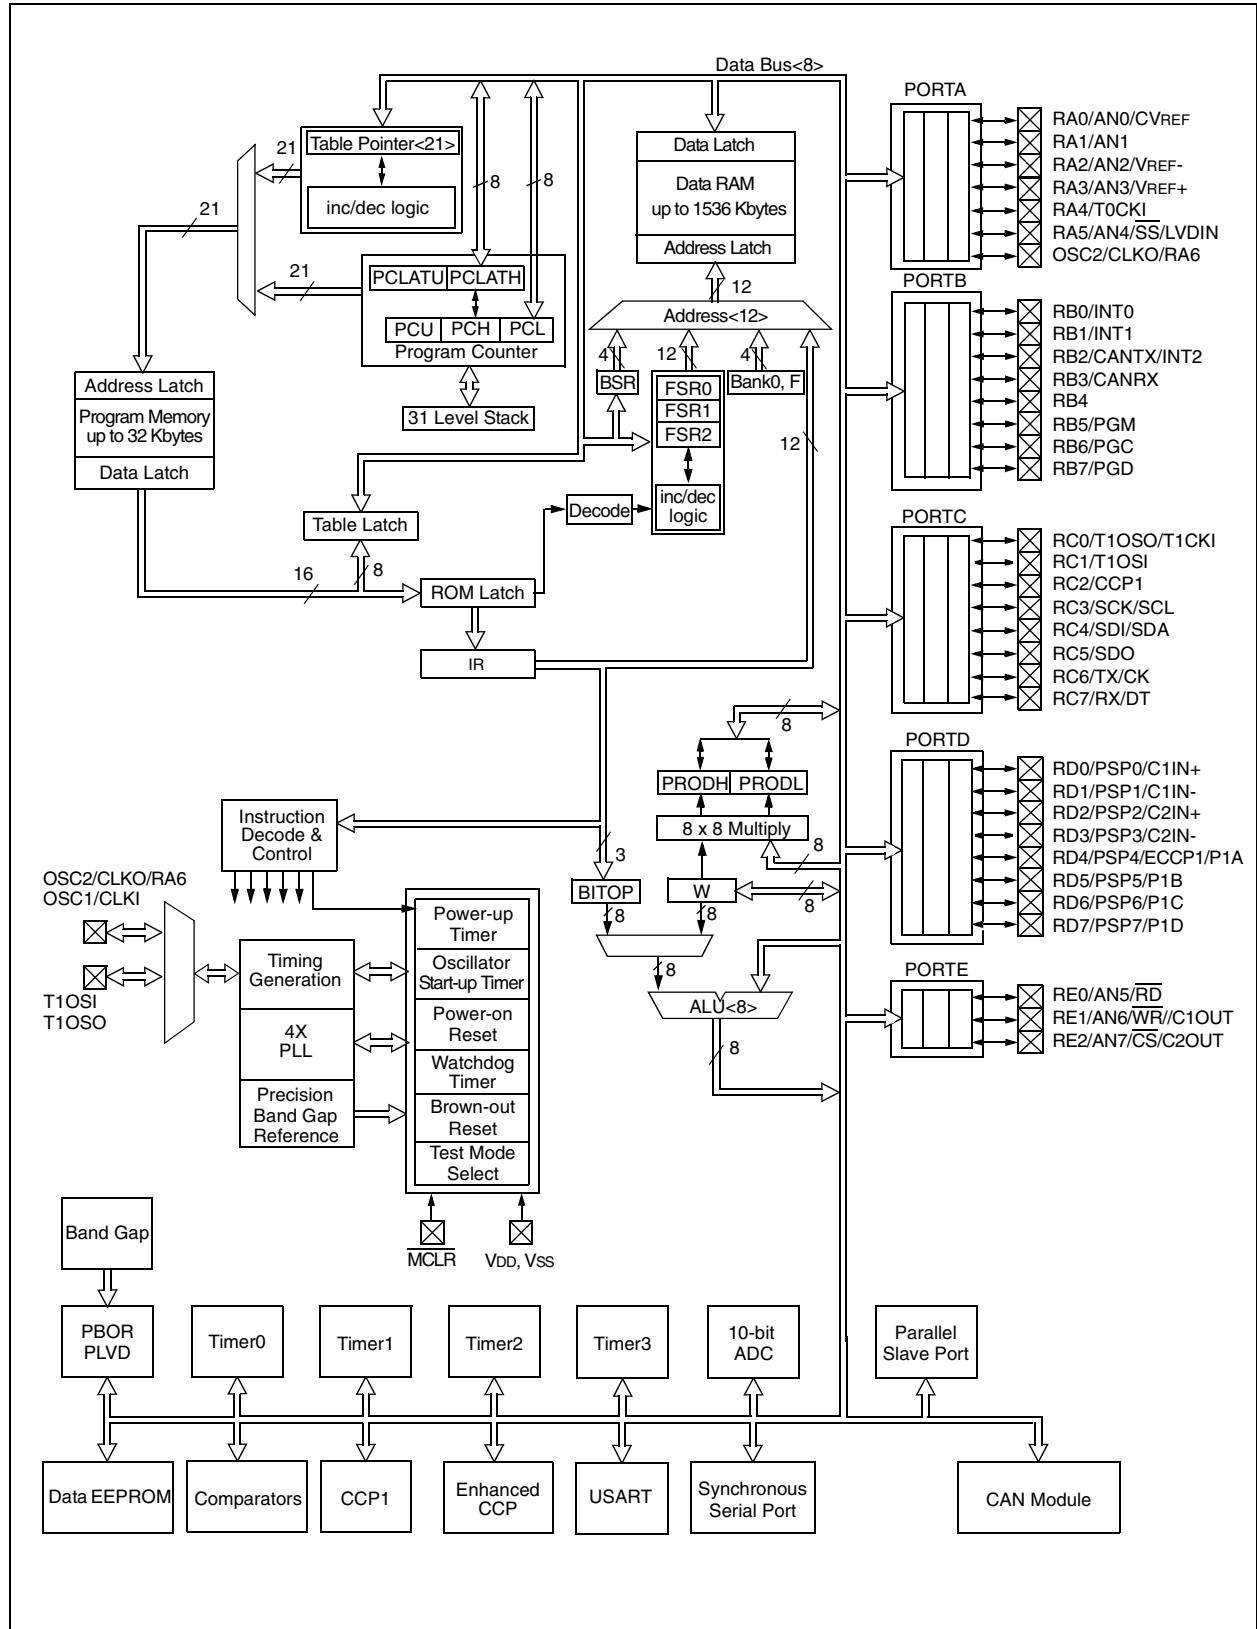 Data Bus<8>
PORTA
RA0/AN0/CVREF
RA1/AN1
RA2/AN2/VREF-
RA3/AN3/VREF+
RA4/T0CKI
RA5/AN4/SS/LVDIN
OSC2/CLKO/RA6
PORTB
RB0/INT0
RB1/INT1
RB2/CANTX/INT2
RB3/CANRX
RB4
RB5/PGM
RB6/PGC
RB7/PGD
PORTC
RC0/T1OSO/T1CKI
RC1/T1OSI
RC2/CCP1
RC3/SCK/SCL
RC4/SDI/SDA
RC5/SDO
RC6/TX/CK
RC7/RX/DT
PORTD
RD0/PSP0/C1IN+
RD1/PSP1/C1IN-
RD2/PSP2/C2IN+
RD3/PSP3/C2IN-
RD4/PSP4/ECCP1/P1A
RD5/PSP5/P1B
RD6/PSP6/P1C
RD7/PSP7/P1D
PORTE
RE0/AN5/RD
RE1/AN6/WR//C1OUT
RE2/AN7/CS/C2OUT
21
Table Pointer<21>
inc/dec logic
8
8
21
21
PCLATU PCLATH
PCU PCH PCL
Program Counter
31 Level Stack
Data Latch
Data RAM
up to 1536 Kbytes
Address Latch
12
Address<12>
4
12
4
BSR
FSR0
FSR1
FSR2
inc/dec
logic
Bank0, F
12
Address Latch
Program Memory
up to 32 Kbytes
Data Latch
Table Latch
Decode
16
8
ROM Latch
IR
8
PRODH PRODL
8 x 8 Multiply
8
3
BITOP
W
8
8
8
8
ALU<8>
8
Instruction
Decode &
Control
OSC2/CLKO/RA6
OSC1/CLKI
T1OSI
T1OSO
Timing
Generation
4X
PLL
Precision
Band Gap
Reference
Power-up
Timer
Oscillator
Start-up Timer
Power-on
Reset
Watchdog
Timer
Brown-out
Reset
Test Mode
Select
MCLR
VDD, VSS
Band Gap
PBOR
PLVD
Timer0
Timer1
Timer2
Timer3
10-bit
ADC
Parallel
Slave Port
Data EEPROM
Comparators
CCP1
Enhanced
CCP
USART
Synchronous
Serial Port
CAN Module